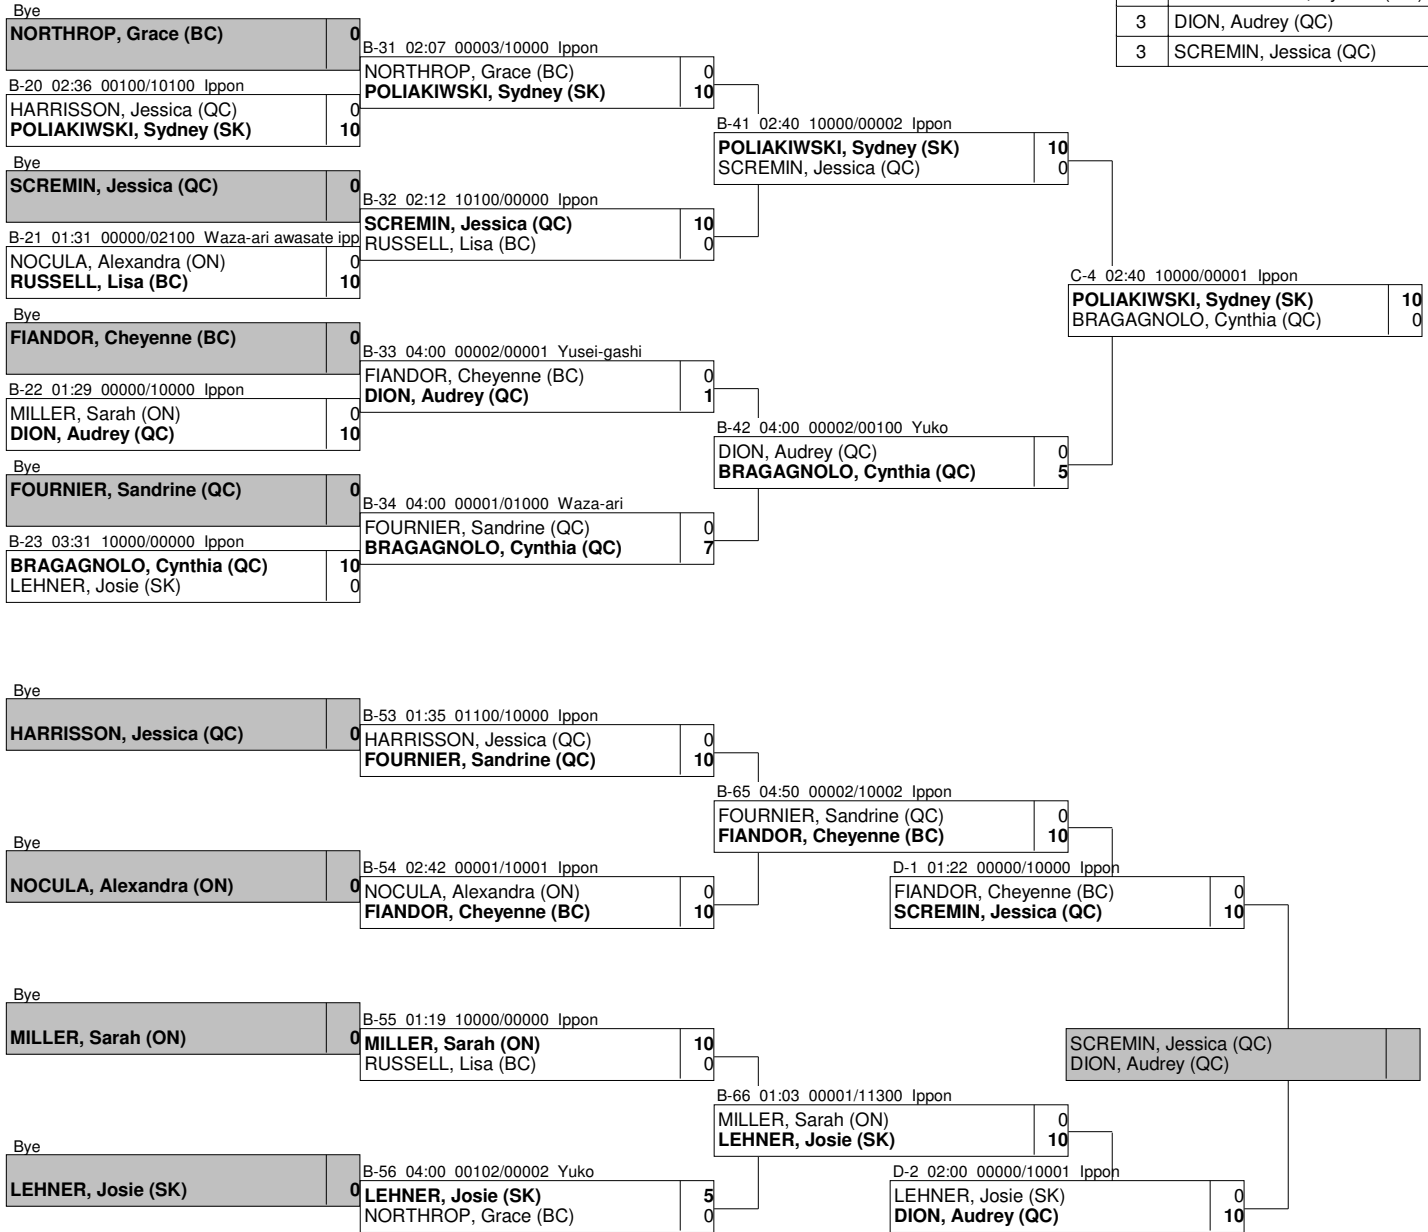 3 DION, Audrey (QC)
3 SCREMIN, Jessica (QC)
Bye
NORTHROP, Grace (BC) 0
B-20 02:36 00100/10100 Ippon
HARRISSON, Jessica (QC) 0
POLIAKIWSKI, Sydney (SK) 10
Bye
SCREMIN, Jessica (QC) 0
B-21 01:31 00000/02100 Waza-ari awasate ipp
NOCULA, Alexandra (ON) 0
RUSSELL, Lisa (BC) 10
Bye
FIANDOR, Cheyenne (BC) 0
B-22 01:29 00000/10000 Ippon
MILLER, Sarah (ON) 0
DION, Audrey (QC) 10
Bye
FOURNIER, Sandrine (QC) 0
B-23 03:31 10000/00000 Ippon
BRAGAGNOLO, Cynthia (QC) 10
LEHNER, Josie (SK) 0
B-31 02:07 00003/10000 Ippon
NORTHROP, Grace (BC) 0
POLIAKIWSKI, Sydney (SK) 10
B-32 02:12 10100/00000 Ippon
SCREMIN, Jessica (QC) 10
RUSSELL, Lisa (BC) 0
B-33 04:00 00002/00001 Yusei-gashi
FIANDOR, Cheyenne (BC) 0
DION, Audrey (QC) 1
B-34 04:00 00001/01000 Waza-ari
FOURNIER, Sandrine (QC) 0
BRAGAGNOLO, Cynthia (QC) 7
B-41 02:40 10000/00002 Ippon
POLIAKIWSKI, Sydney (SK) 10
SCREMIN, Jessica (QC) 0
B-42 04:00 00002/00100 Yuko
DION, Audrey (QC) 0
BRAGAGNOLO, Cynthia (QC) 5
C-4 02:40 10000/00001 Ippon
POLIAKIWSKI, Sydney (SK) 10
BRAGAGNOLO, Cynthia (QC) 0
Bye
HARRISSON, Jessica (QC) 0
Bye
NOCULA, Alexandra (ON) 0
Bye
MILLER, Sarah (ON) 0
Bye
LEHNER, Josie (SK) 0
B-53 01:35 01100/10000 Ippon
HARRISSON, Jessica (QC) 0
FOURNIER, Sandrine (QC) 10
B-54 02:42 00001/10001 Ippon
NOCULA, Alexandra (ON) 0
FIANDOR, Cheyenne (BC) 10
B-55 01:19 10000/00000 Ippon
MILLER, Sarah (ON) 10
RUSSELL, Lisa (BC) 0
B-56 04:00 00102/00002 Yuko
LEHNER, Josie (SK) 5
NORTHROP, Grace (BC) 0
B-65 04:50 00002/10002 Ippon
FOURNIER, Sandrine (QC) 0
FIANDOR, Cheyenne (BC) 10
B-66 01:03 00001/11300 Ippon
MILLER, Sarah (ON) 0
LEHNER, Josie (SK) 10
D-1 01:22 00000/10000 Ippon
FIANDOR, Cheyenne (BC) 0
SCREMIN, Jessica (QC) 10
D-2 02:00 00000/10001 Ippon
LEHNER, Josie (SK) 0
DION, Audrey (QC) 10
SCREMIN, Jessica (QC)
DION, Audrey (QC)